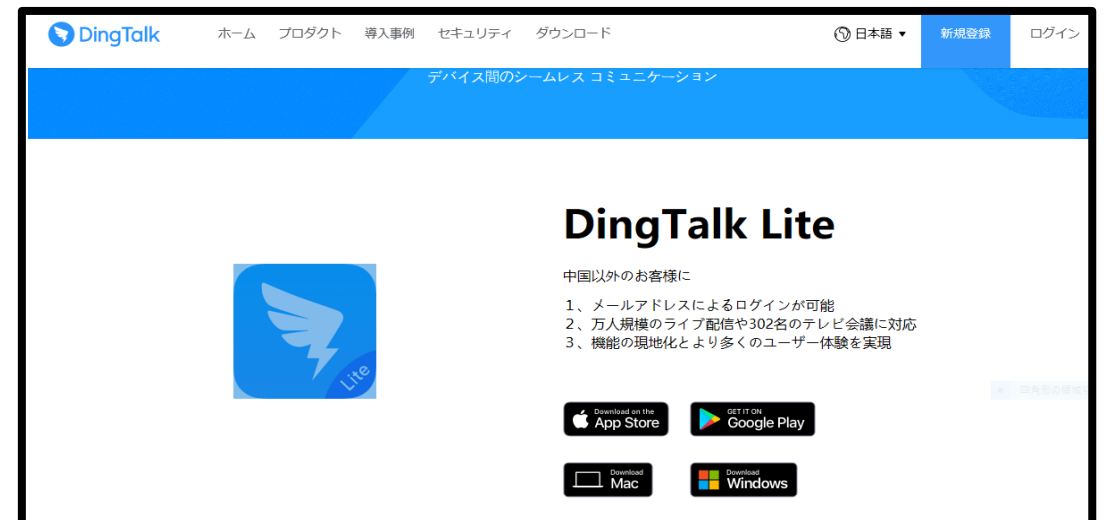 DingTalk ホーム プロダクト 導入事例 セキュリティ ダウンロード 日本語 ▼ 新規登録 ログイン
デバイス間のシームレス コミュニケーション
DingTalk Lite
中国以外のお客様に
1、メールアドレスによるログインが可能
2、万人規模のライブ配信や302名のテレビ会議に対応
3、機能の現地化とより多くのユーザー体験を実現
Lite
Download on the
App Store
GET IT ON
Google Play
Download
Mac
Download
Windows